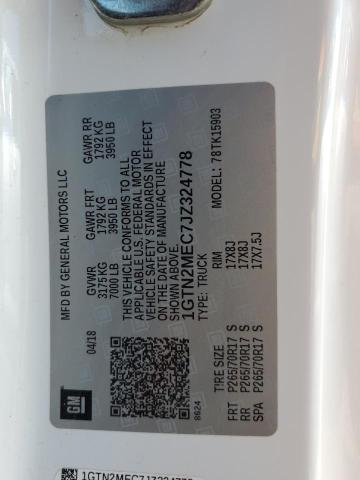 MFD BY GENERAL MOTORS LLC
04/18 GVWR GAWR FRT GAWR RR
3175 KG 1792 KG 1792 KG
7000 LB 3950 LB 3950 LB
THIS VEHICLE CONFORMS TO ALL
APPLICABLE U.S. FEDERAL MOTOR
VEHICLE SAFETY STANDARDS IN EFFECT
ON THE DATE OF MANUFACTURE
SHOWN ABOVE.
1GTN2MEC7JZ324778
TYPE: TRUCK MODEL: 78TK15903
GM
8624
TIRE SIZE RIM
FRT P265/70R17 S 17X8J
RR P265/70R17 S 17X8J
SPA P265/70R17 S 17X7.5J
1GTN2MEC7JZ324778